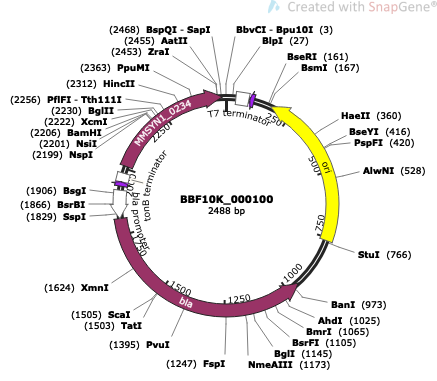 Created with SnapGene®
(2468) BspQI - SapI
(2455) AatII
(2453) ZraI
(2363) PpuMI
(2312) HincII
(2256) PflFI - Tth111I
(2230) BglII
(2222) XcmI
(2206) BamHI
(2201) NsiI
(2199) NspI
(1906) BsgI
(1866) BsrBI
(1829) SspI
(1624) XmnI
(1505) ScaI
(1503) TatI
(1395) PvuI
(1247) FspI
BbvCI - Bpu10I (3)
BlpI (27)
BseRI (161)
BsmI (167)
HaeII (360)
BseYI (416)
PspFI (420)
AlwNI (528)
StuI (766)
BanI (973)
AhdI (1025)
BmrI (1065)
BsrFI (1105)
BglI (1145)
NmeAIII (1173)
MMSYN1_0234
T7 terminator
ori
bla
bla promoter
tonB terminator
250
500
750
1000
1250
1500
1750
2250
BBF10K_000100
2488 bp